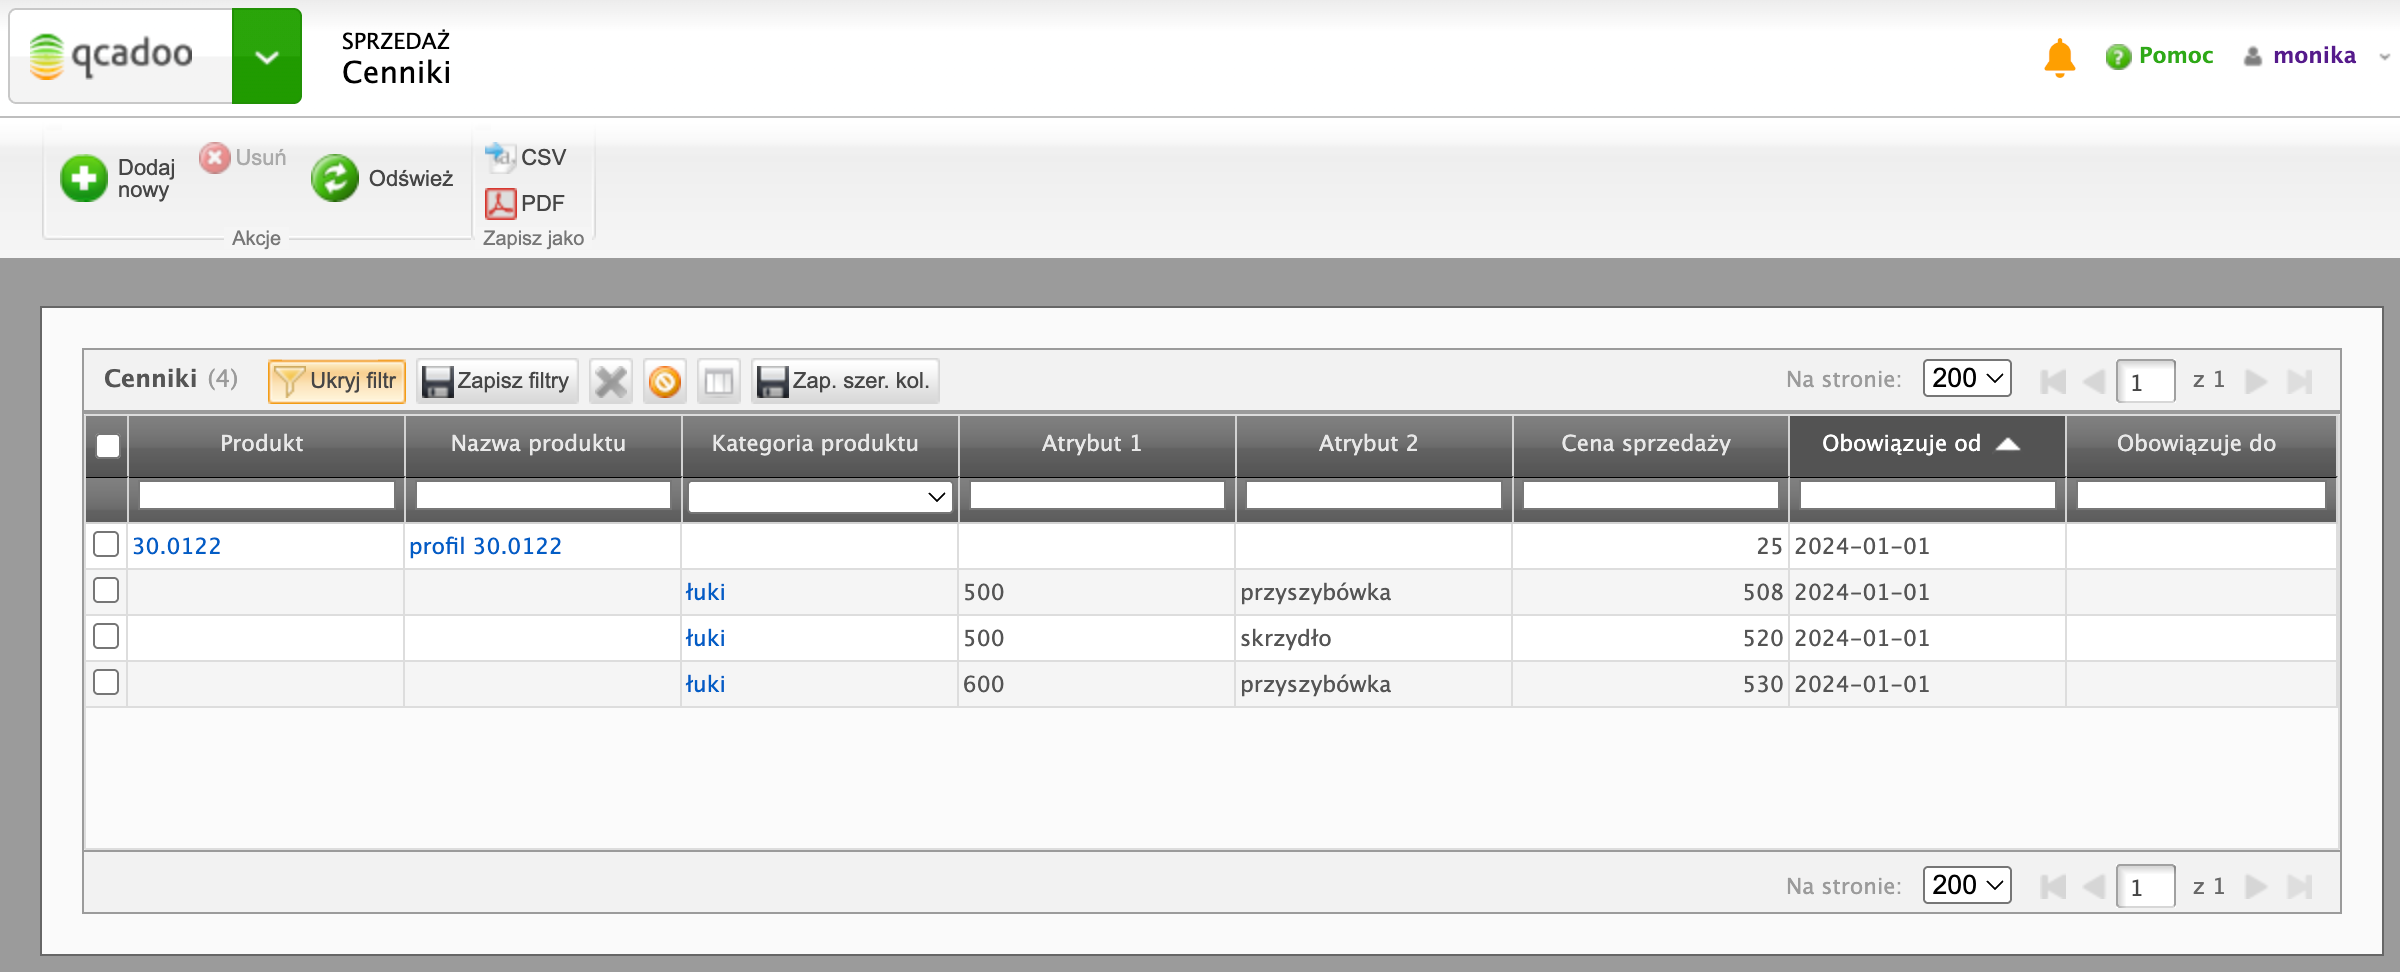 qcadoo
SPRZEDAŻ
Cenniki
Pomoc
monika
Dodaj nowy
Usuń
Odśwież
Akcje
CSV
PDF
Zapisz jako
Cenniki (4)
Ukryj filtr
Zapisz filtry
Zap. szer. kol.
Na stronie: 200 1 z 1
Produkt Nazwa produktu Kategoria produktu Atrybut 1 Atrybut 2 Cena sprzedaży Obowiązuje od Obowiązuje do
30.0122 profil 30.0122 25 2024-01-01
łuki 500 przyszybówka 508 2024-01-01
łuki 500 skrzydło 520 2024-01-01
łuki 600 przyszybówka 530 2024-01-01
Na stronie: 200 1 z 1